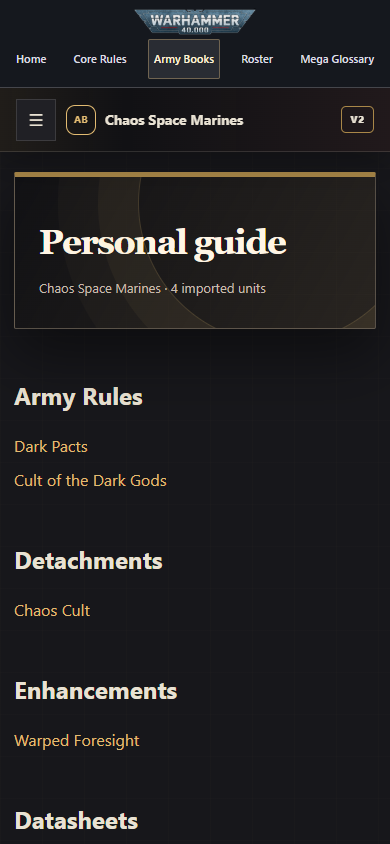 WARHAMMER
40,000
Home
Core Rules
Army Books
Roster
Mega Glossary
☰
AB
Chaos Space Marines
V2
Personal guide
Chaos Space Marines · 4 imported units
Army Rules
Dark Pacts
Cult of the Dark Gods
Detachments
Chaos Cult
Enhancements
Warped Foresight
Datasheets